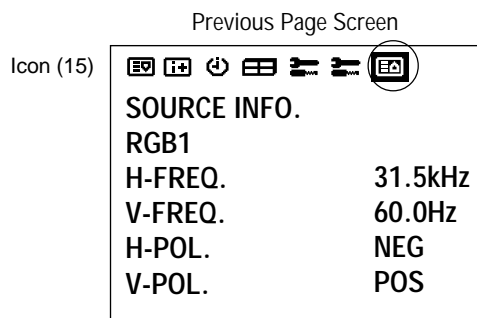 Previous Page Screen
Icon (15)
SOURCE INFO.
RGB1
H-FREQ. 31.5kHz
V-FREQ. 60.0Hz
H-POL. NEG
V-POL. POS